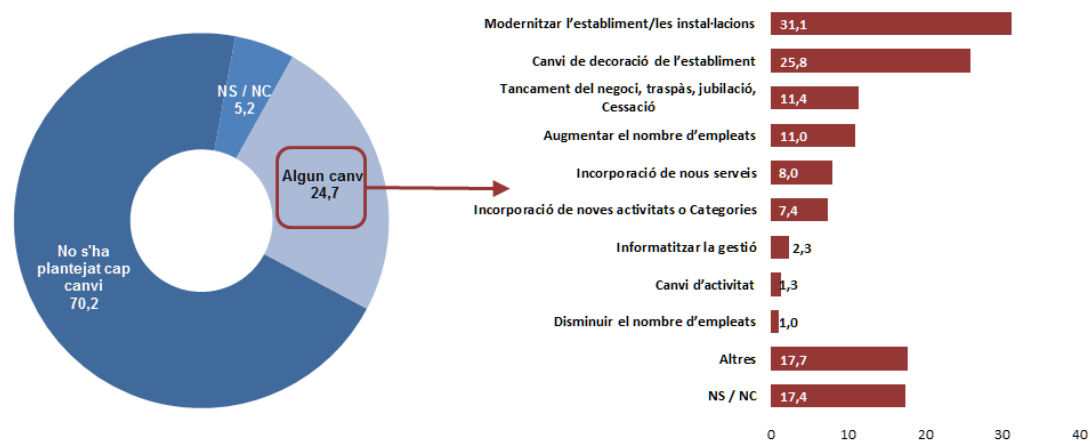 NS / NC
5,2
Algun canv
24,7
No s'ha
plantejat cap
canvi
70,2
Modernitzar l’establiment/les instal·lacions
31,1
Canvi de decoració de l’establiment
25,8
Tancament del negoci, traspàs, jubilació,
Cessació
11,4
Augmentar el nombre d’empleats
11,0
Incorporació de nous serveis
8,0
Incorporació de noves activitats o Categories
7,4
Informatitzar la gestió
2,3
Canvi d’activitat
1,3
Disminuir el nombre d’empleats
1,0
Altres
17,7
NS / NC
17,4
0 10 20 30 40